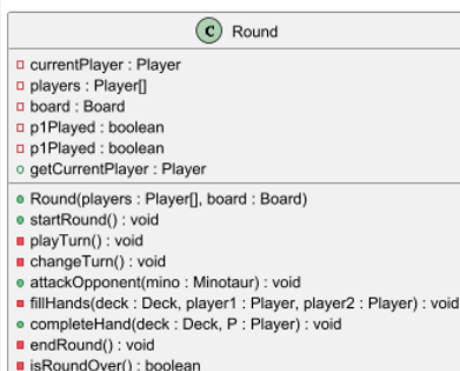 C Round
currentPlayer : Player
players : Player[]
board : Board
p1Played : boolean
p1Played : boolean
getCurrentPlayer : Player
Round(players : Player[], board : Board)
startRound() : void
playTurn() : void
changeTurn() : void
attackOpponent(mino : Minotaur) : void
fillHands(deck : Deck, player1 : Player, player2 : Player) : void
completeHand(deck : Deck, P : Player) : void
endRound() : void
isRoundOver() : boolean